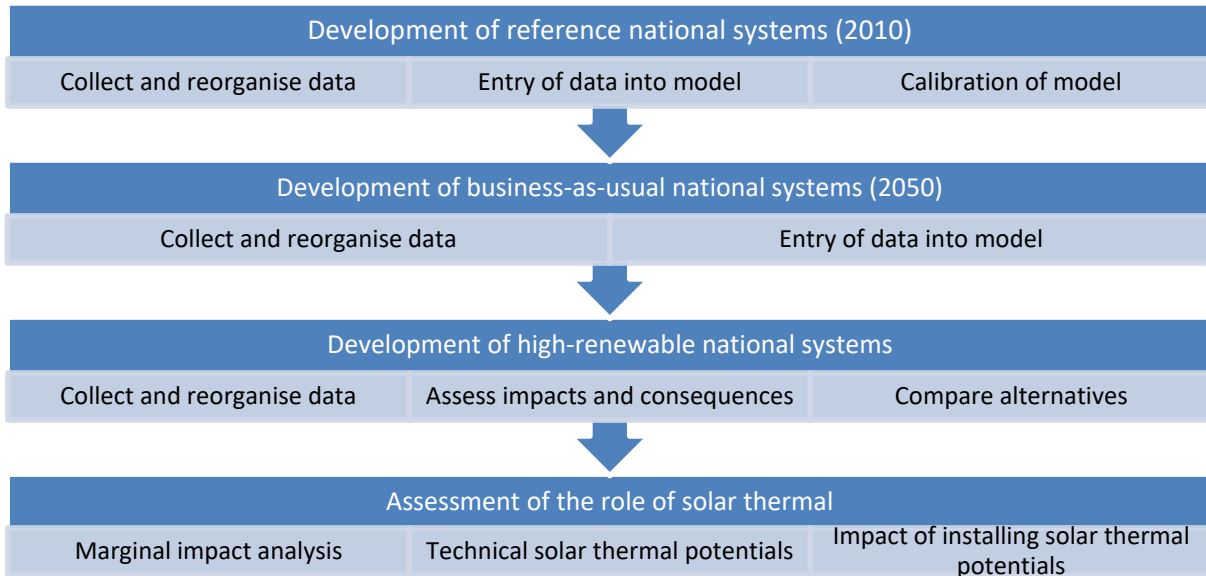 Development of reference national systems (2010)
Collect and reorganise data
Entry of data into model
Calibration of model
Development of business-as-usual national systems (2050)
Collect and reorganise data
Entry of data into model
Development of high-renewable national systems
Collect and reorganise data
Assess impacts and consequences
Compare alternatives
Assessment of the role of solar thermal
Marginal impact analysis
Technical solar thermal potentials
Impact of installing solar thermal
potentials